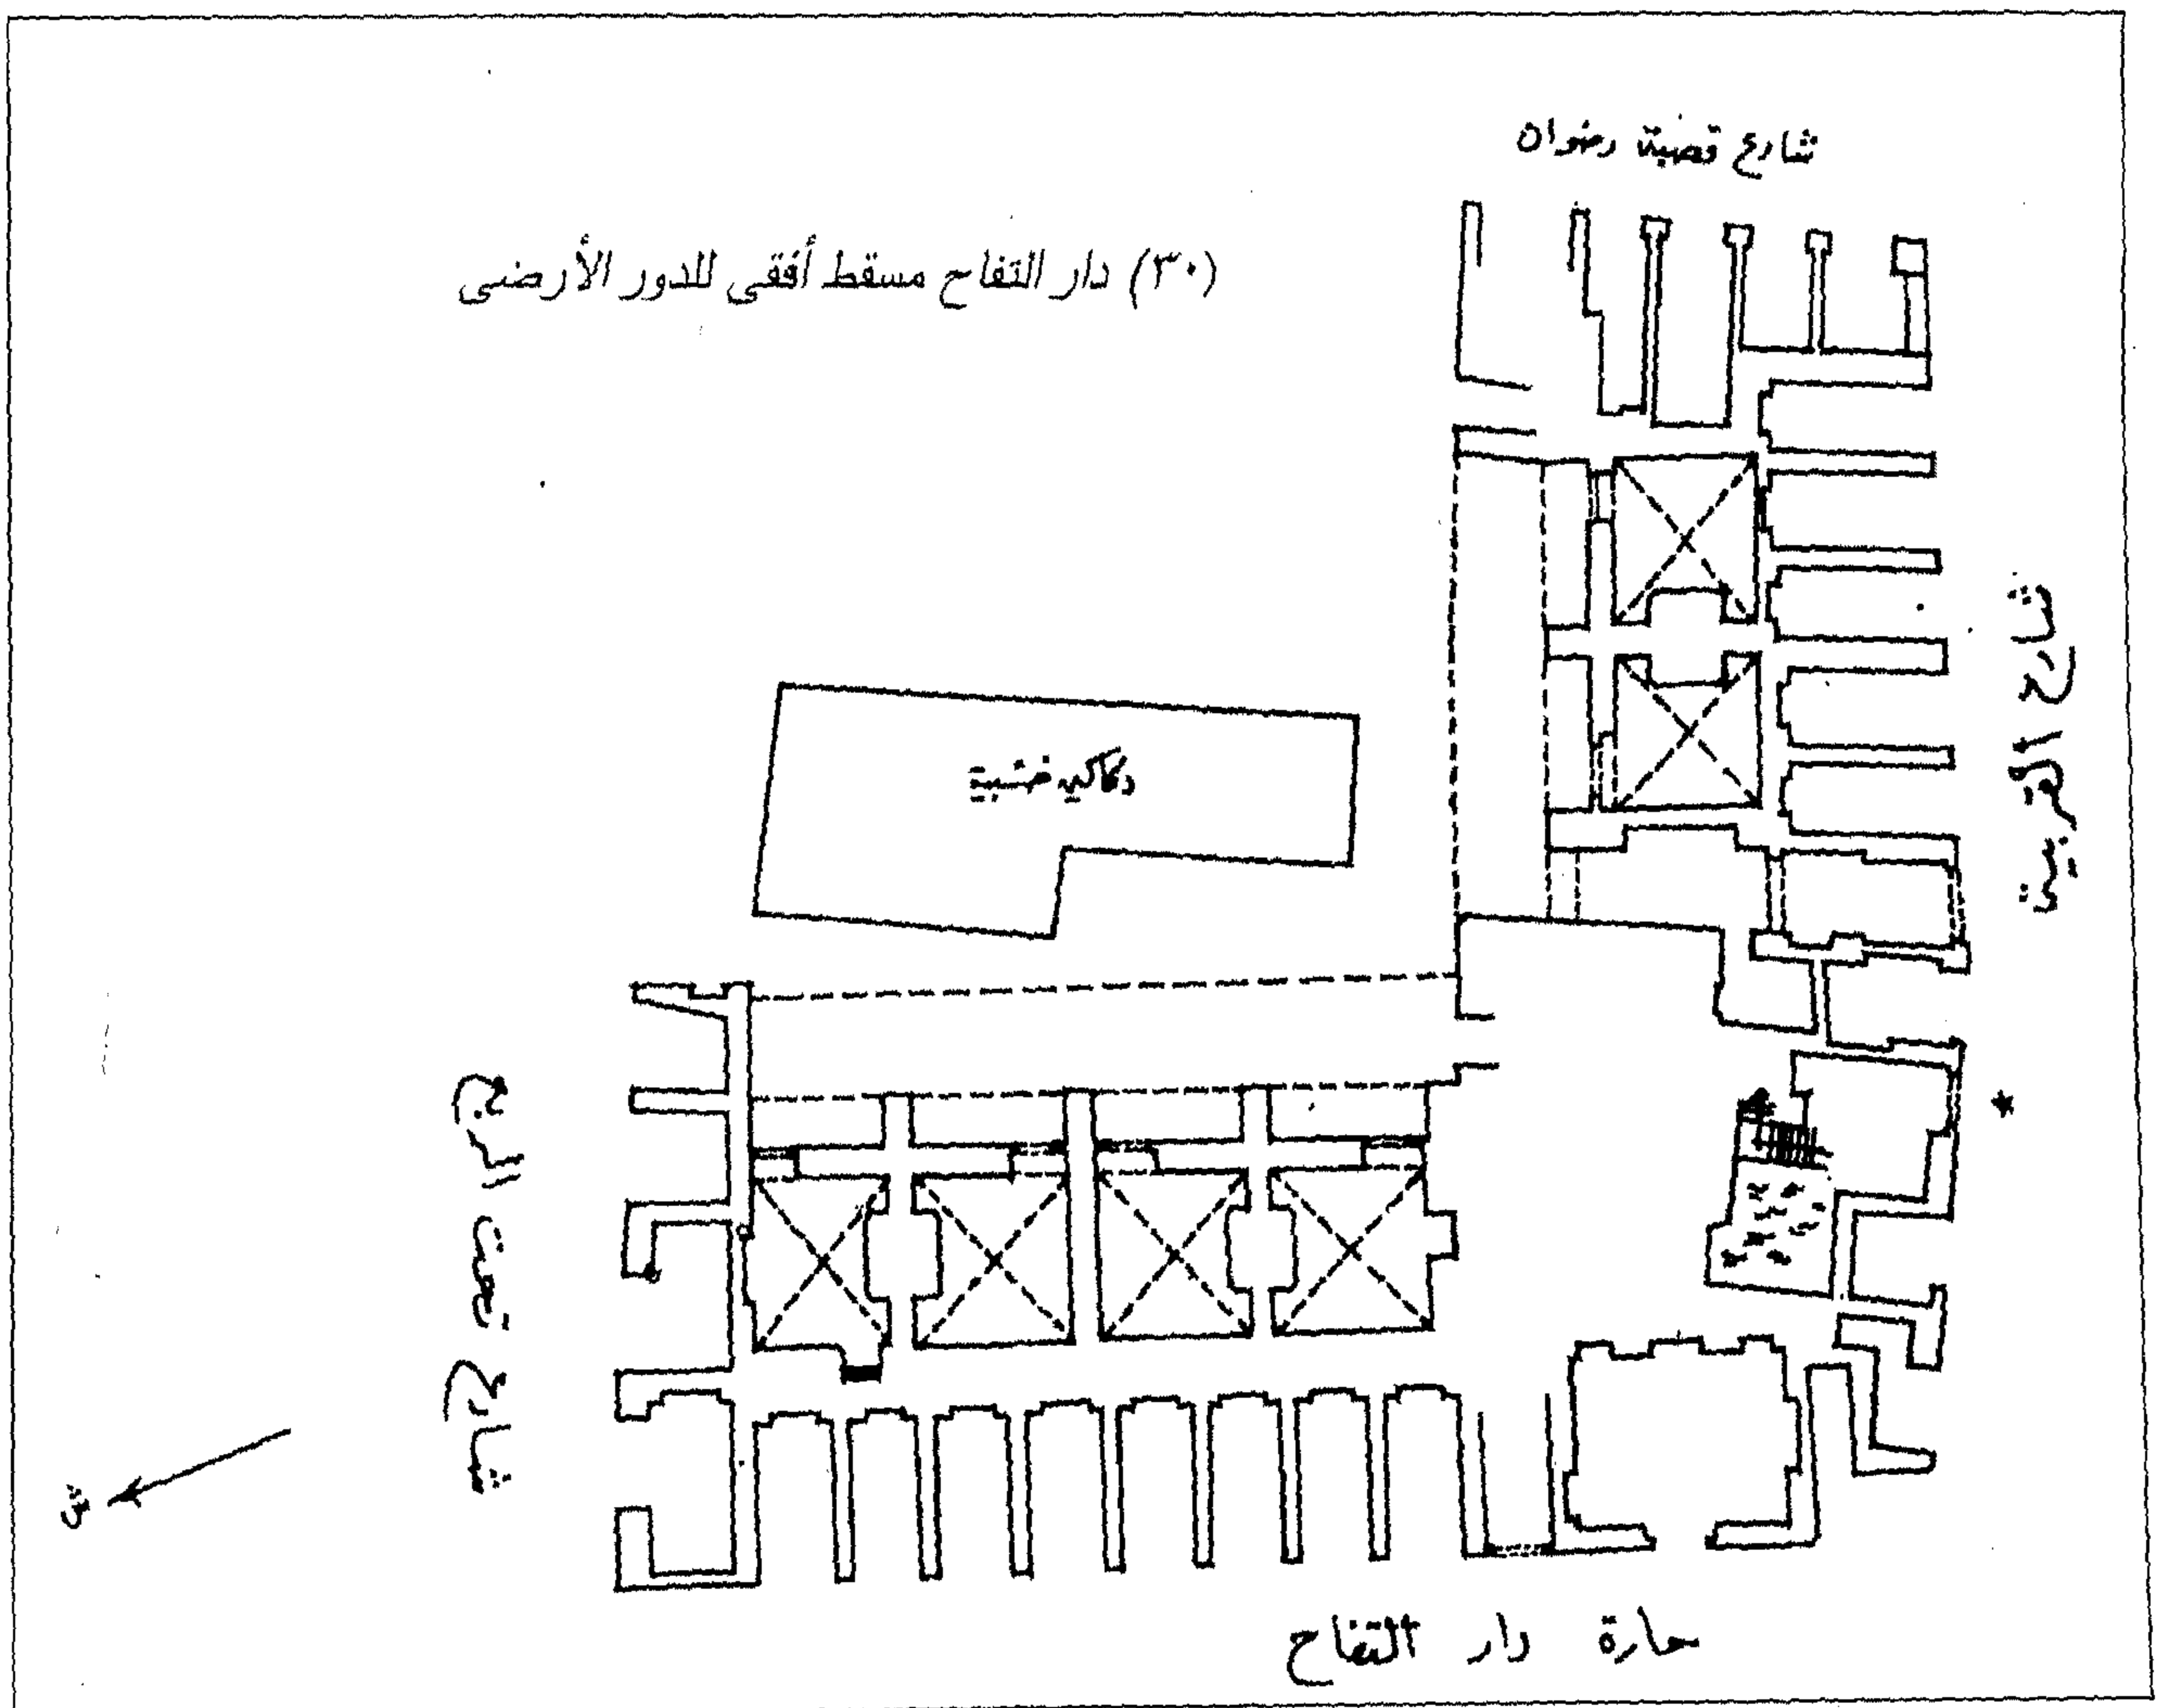 شارع قصبة رضوان
(٣٠) دار التفاح مسقط أفقى للدور الأرضى
دكاكين خشبية
شارع القربية
شارع تحت الربع
ش
حارة دار التفاح